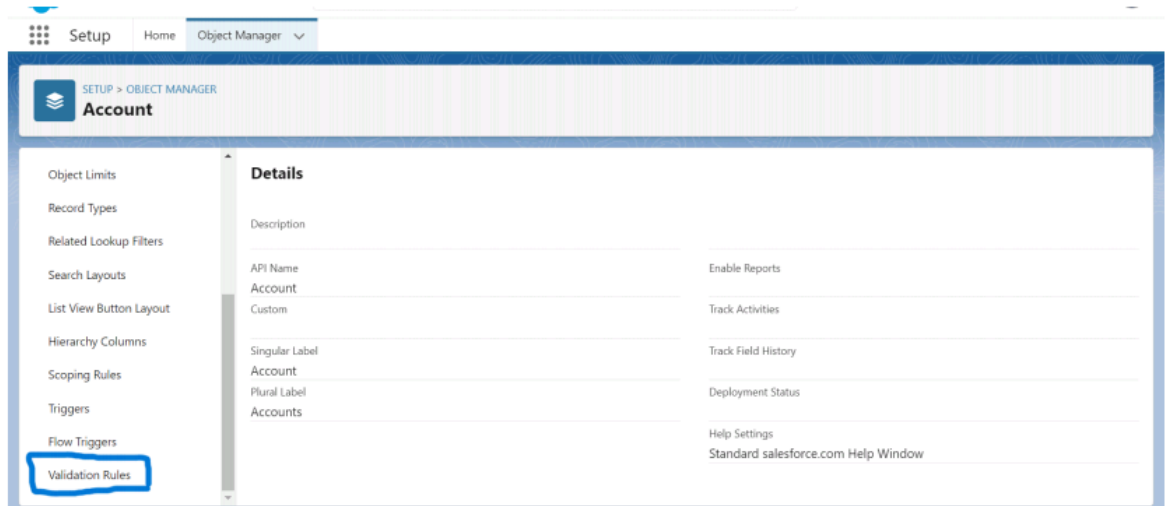 Setup
Home
Object Manager
SETUP > OBJECT MANAGER
Account
Object Limits
Record Types
Related Lookup Filters
Search Layouts
List View Button Layout
Hierarchy Columns
Scoping Rules
Triggers
Flow Triggers
Validation Rules
Details
Description
API Name
Account
Custom
Singular Label
Account
Plural Label
Accounts
Enable Reports
Track Activities
Track Field History
Deployment Status
Help Settings
Standard salesforce.com Help Window